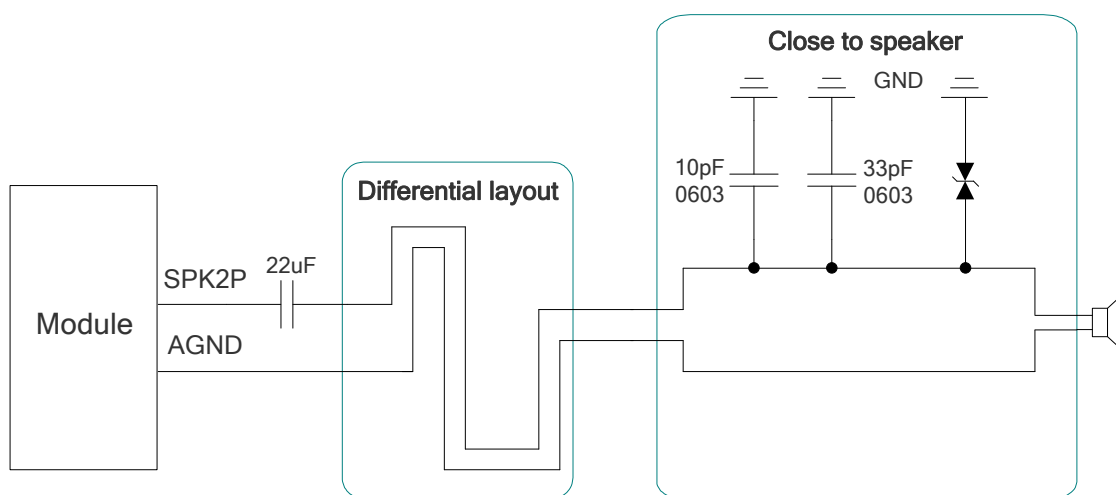 Close to speaker
GND
10pF
0603
33pF
0603
Differential layout
22uF
SPK2P
Module
AGND